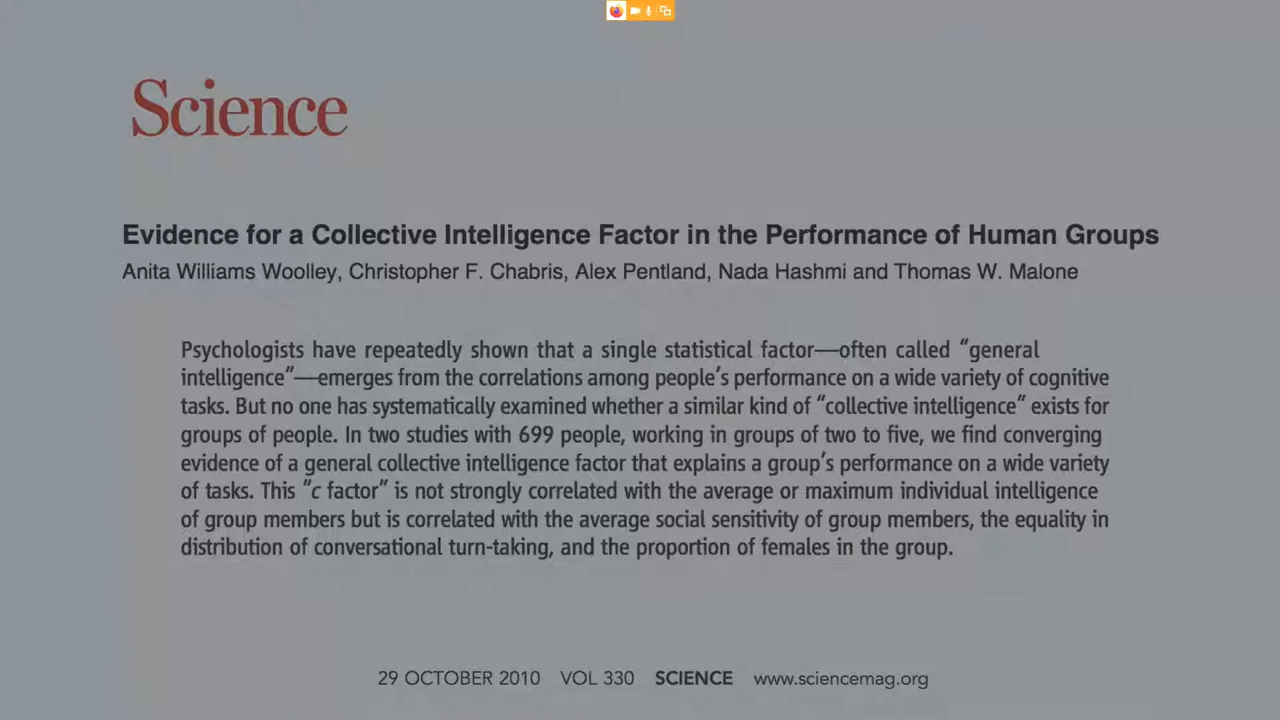 Science
Evidence for a Collective Intelligence Factor in the Performance of Human Groups
Anita Williams Woolley, Christopher F. Chabris, Alex Pentland, Nada Hashmi and Thomas W. Malone
Psychologists have repeatedly shown that a single statistical factor—often called “general
intelligence”—emerges from the correlations among people’s performance on a wide variety of cognitive
tasks. But no one has systematically examined whether a similar kind of “collective intelligence” exists for
groups of people. In two studies with 699 people, working in groups of two to five, we find converging
evidence of a general collective intelligence factor that explains a group’s performance on a wide variety
of tasks. This “c factor” is not strongly correlated with the average or maximum individual intelligence
of group members but is correlated with the average social sensitivity of group members, the equality in
distribution of conversational turn-taking, and the proportion of females in the group.
29 OCTOBER 2010 VOL 330 SCIENCE www.sciencemag.org